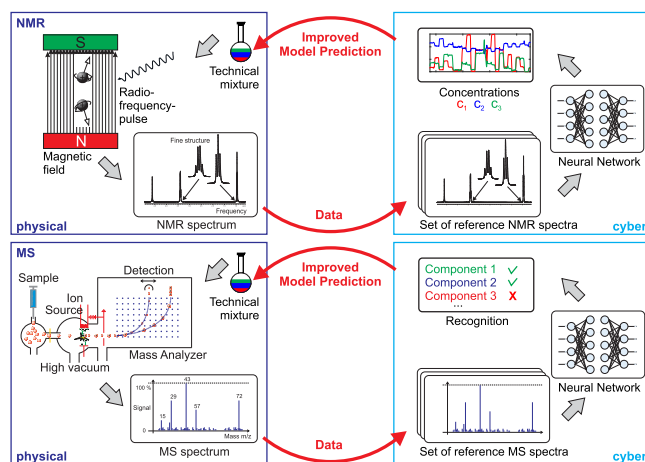 NMR
S
N
Magnetic
field
Radio-
frequency-
pulse
Technical
mixture
Fine structure
Frequency
NMR spectrum
physical
Improved
Model Prediction
Data
Concentrations
C1 C2 C3
Neural Network
Set of reference NMR spectra
cyber
MS
Sample
Ion
Source
Detection
Mass Analyzer
High vacuum
Technical
mixture
100 %
Signal
0
15
29
43
57
72
Mass m/z
MS spectrum
physical
Improved
Model Prediction
Data
Component 1 ✓
Component 2 ✓
Component 3 X
...
Recognition
Neural Network
Set of reference MS spectra
cyber